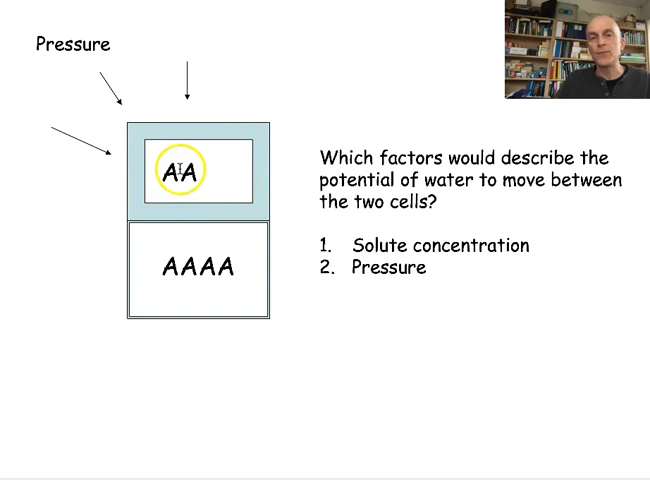 Pressure
AA
AAAA
Which factors would describe the
potential of water to move between
the two cells?
1. Solute concentration
2. Pressure